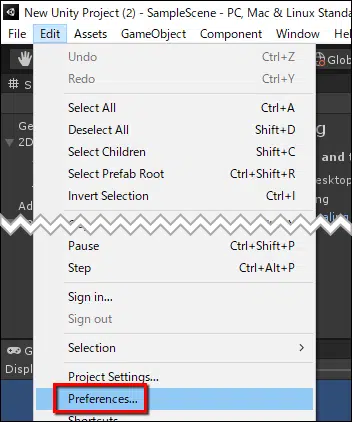 New Unity Project (2) - SampleScene - PC, Mac & Linux Standa
File Edit Assets GameObject Component Window
Undo Ctrl+Z
Redo Ctrl+Y
Select All Ctrl+A
Deselect All Shift+D
Select Children Shift+C
Select Prefab Root Ctrl+Shift+R
Invert Selection Ctrl+I
Pause Ctrl+Shift+P
Step Ctrl+Alt+P
Sign in...
Sign out
Selection
Project Settings...
Preferences...
Shortcuts